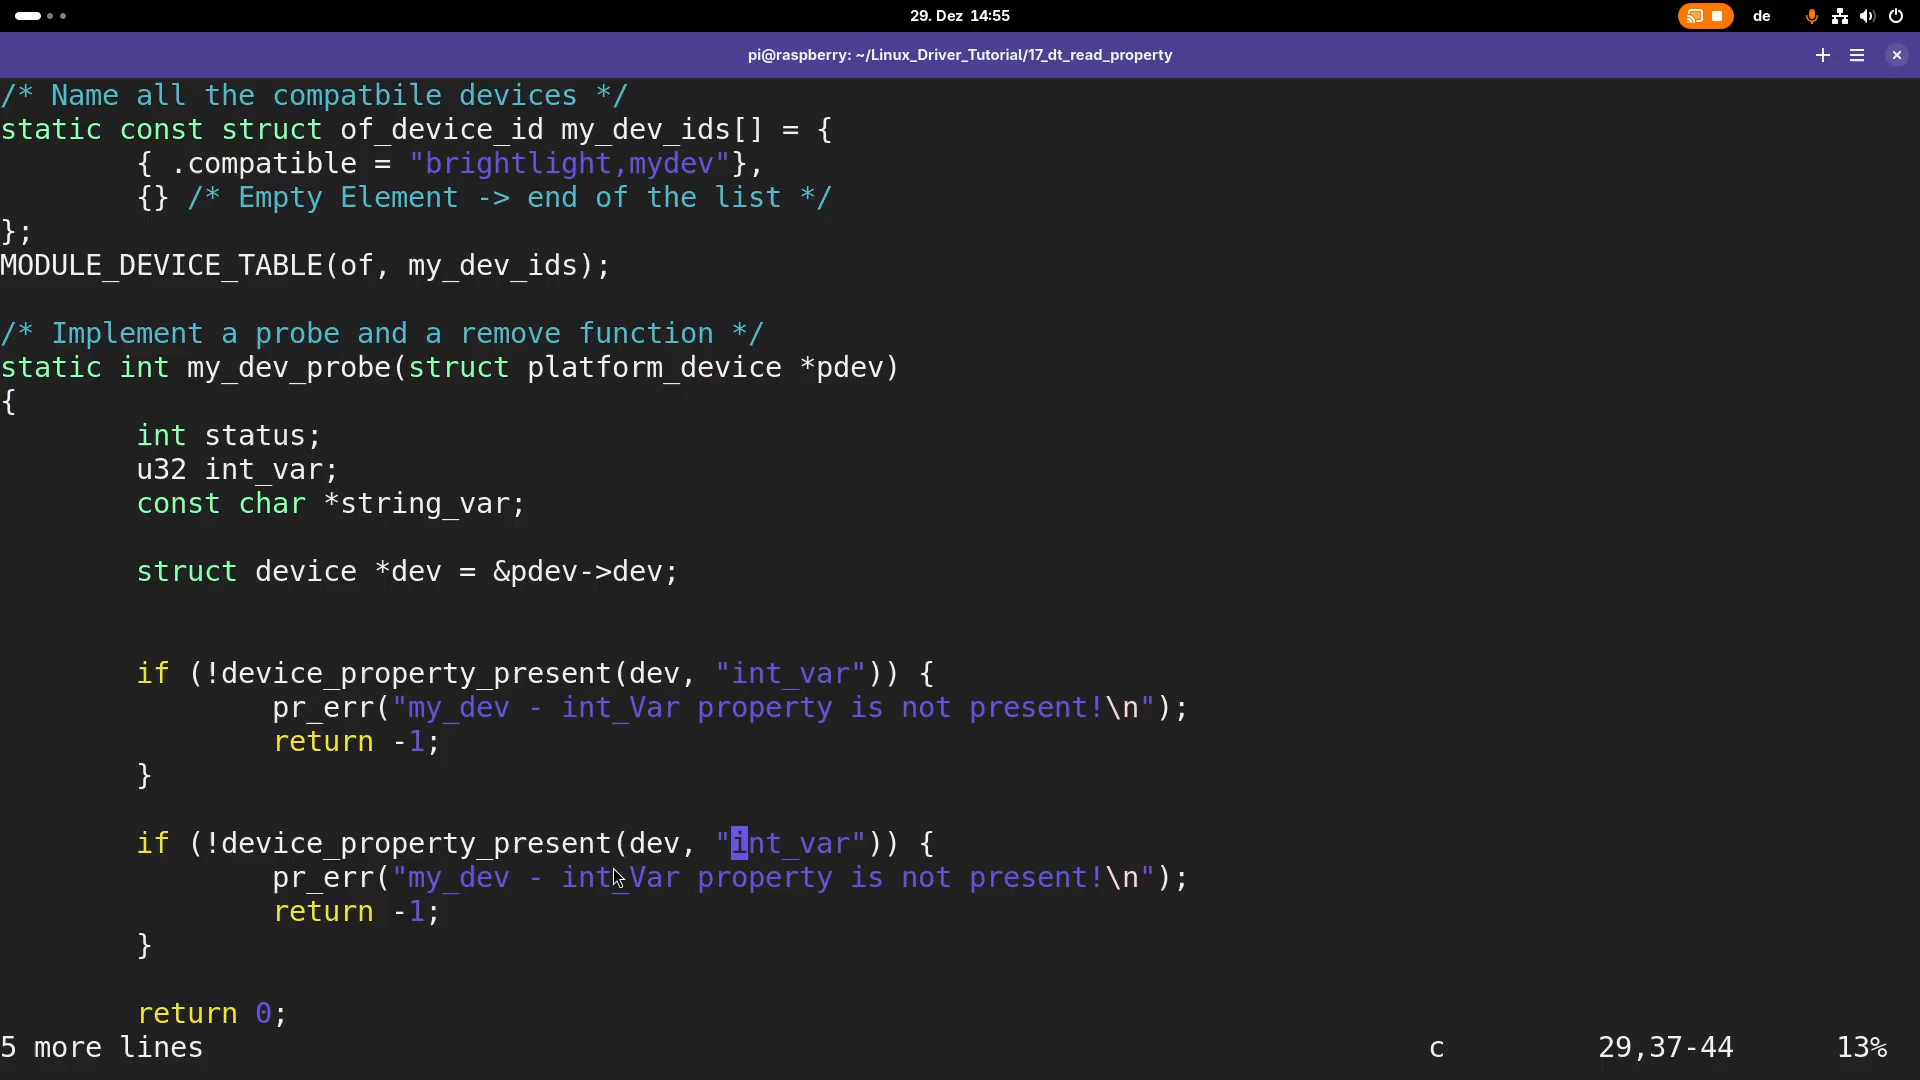 29. Dez 14:55
de
pi@raspberry: ~/Linux_Driver_Tutorial/17_dt_read_property
/* Name all the compatbile devices */
static const struct of_device_id my_dev_ids[] = {
        { .compatible = "brightlight,mydev"},
        {} /* Empty Element -> end of the list */
};
MODULE_DEVICE_TABLE(of, my_dev_ids);
/* Implement a probe and a remove function */
static int my_dev_probe(struct platform_device *pdev)
{
        int status;
        u32 int_var;
        const char *string_var;
        struct device *dev = &pdev->dev;
        if (!device_property_present(dev, "int_var")) {
                pr_err("my_dev - int_Var property is not present!\n");
                return -1;
        }
        if (!device_property_present(dev, "int_var")) {
                pr_err("my_dev - int_Var property is not present!\n");
                return -1;
        }
        return 0;
5 more lines c 29,37-44 13%